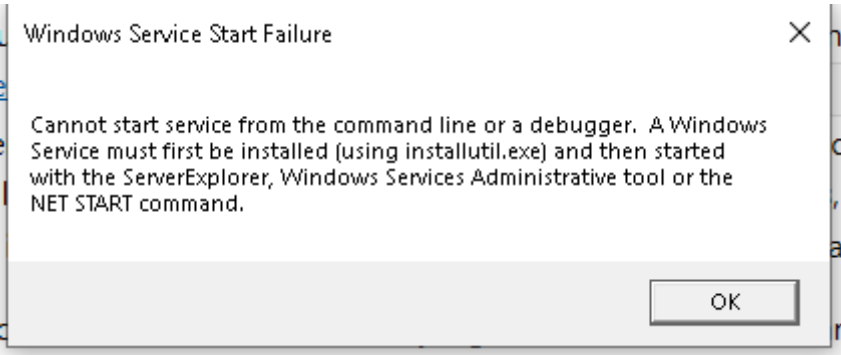 Windows Service Start Failure
Cannot start service from the command line or a debugger.  A Windows
Service must first be installed (using installutil.exe) and then started
with the ServerExplorer, Windows Services Administrative tool or the
NET START command.
OK